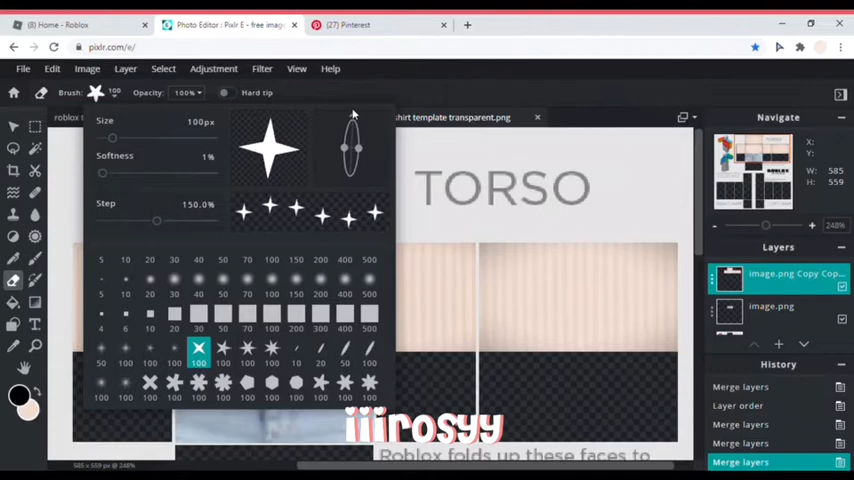 (8) Home - Roblox
Photo Editor : Pixlr E - free imag
(27) Pinterest
pixlr.com/e/
File Edit Image Layer Select Adjustment Filter View Help
Brush: 100 Opacity: 100% Hard tip
roblox t
shirt template transparent.png
Size 100px
Softness 1%
Step 150.0%
5 10 20 30 40 50 70 200 400 500
5 10 20 30 40 50 70 200 400 500
4 6 10 20 30 50 100 200 300 500
50 100 100 100 100 100 100 100 10 20 50 100
100 100 100 100 100 100 100 100 100 100 100 100
TORSO
iiirosyy
Roblox folds up these faces to
585 x 559 px @ 248%
Navigate
X:
Y:
W: 585
H: 559
248%
Layers
image.png Copy Cop...
image.png
History
Merge layers
Layer order
Merge layers
Merge layers
Merge layers